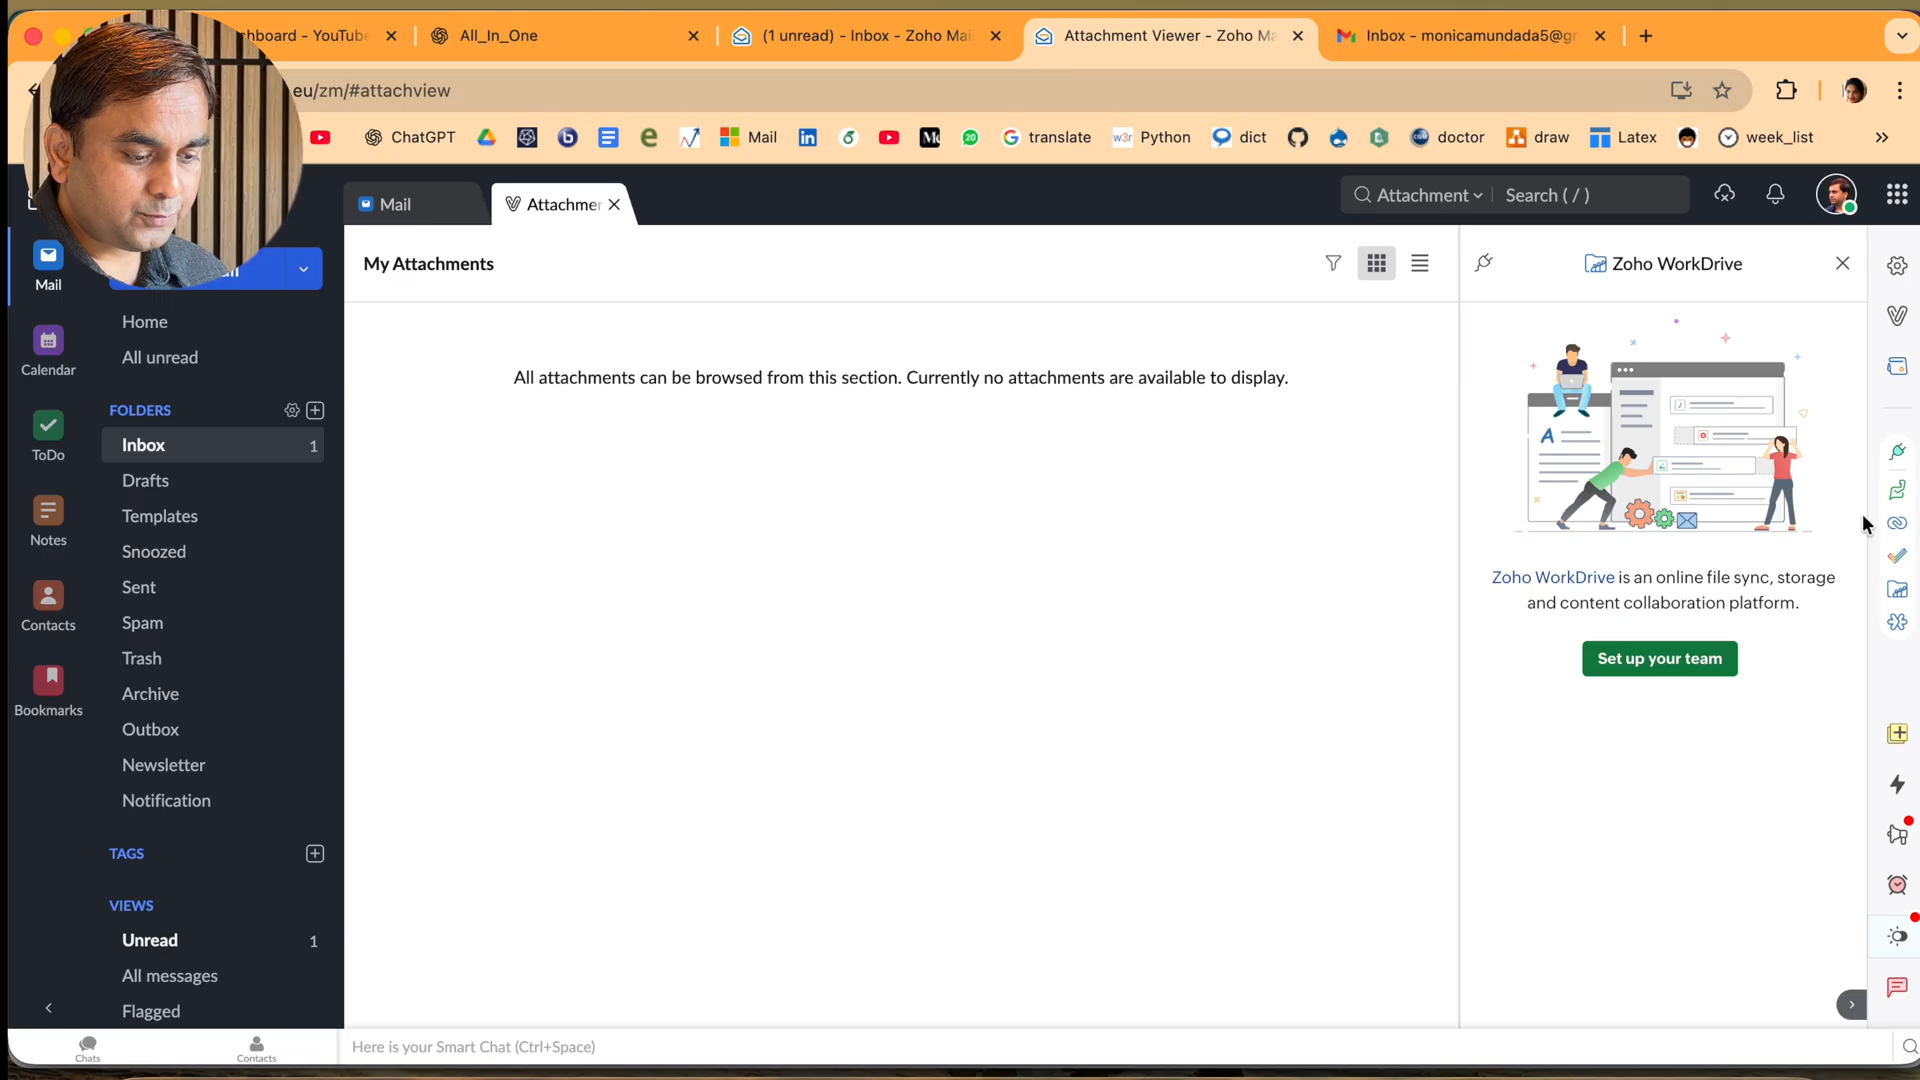 hboard - YouTube
All_In_One
(1 unread) - Inbox - Zoho Mai
Attachment Viewer - Zoho Ma
Inbox - monicamundada5@gm
eu/zm/#attachview
ChatGPT
Mail
translate
Python
dict
doctor
draw
Latex
week_list
Mail
Attachmer
Attachment
Search ( / )
Mail
Calendar
ToDo
Notes
Contacts
Bookmarks
Home
All unread
FOLDERS
Inbox 1
Drafts
Templates
Snoozed
Sent
Spam
Trash
Archive
Outbox
Newsletter
Notification
TAGS
VIEWS
Unread 1
All messages
Flagged
My Attachments
All attachments can be browsed from this section. Currently no attachments are available to display.
Zoho WorkDrive
Zoho WorkDrive is an online file sync, storage
and content collaboration platform.
Set up your team
Chats
Contacts
Here is your Smart Chat (Ctrl+Space)